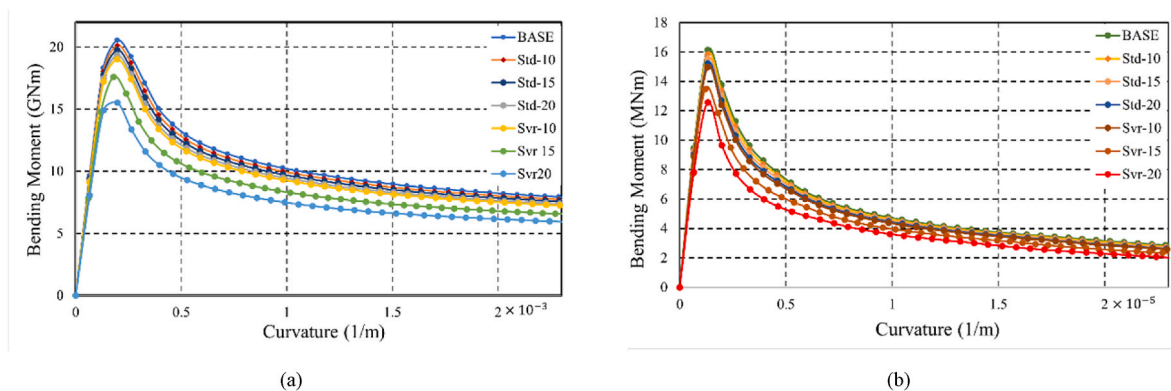 20
15
10
5
0
Bending Moment (GNm)
BASE
Std-10
Std-15
Std-20
Svr-10
Svr 15
Svr20
0
0.5
1
1.5
2 × 10⁻³
Curvature (1/m)
(a)
18
16
14
12
10
8
6
4
2
0
Bending Moment (MNm)
BASE
Std-10
Std-15
Std-20
Svr-10
Svr-15
Svr-20
0
0.5
1
1.5
2 × 10⁻⁵
Curvature (1/m)
(b)